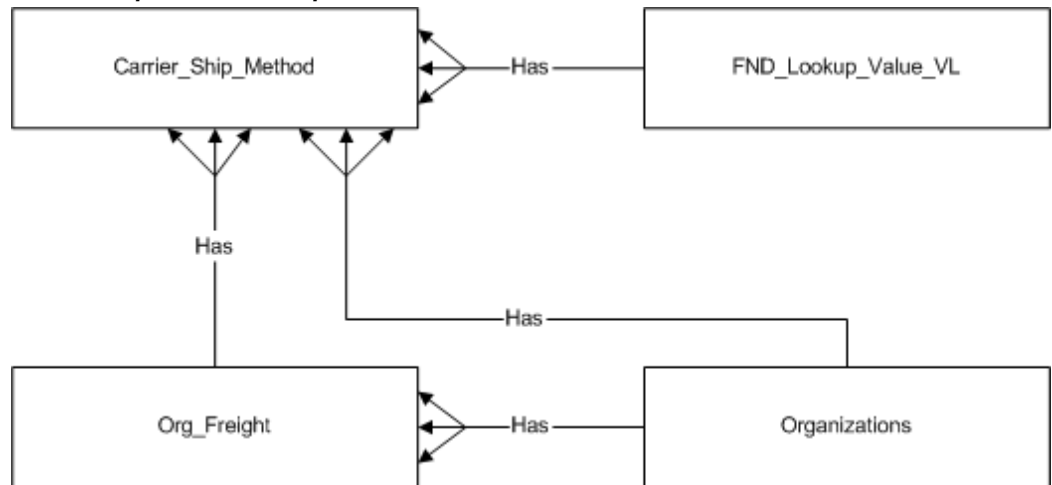 Carrier_Ship_Method
Has
FND_Lookup_Value_VL
Has
Has
Org_Freight
Has
Organizations